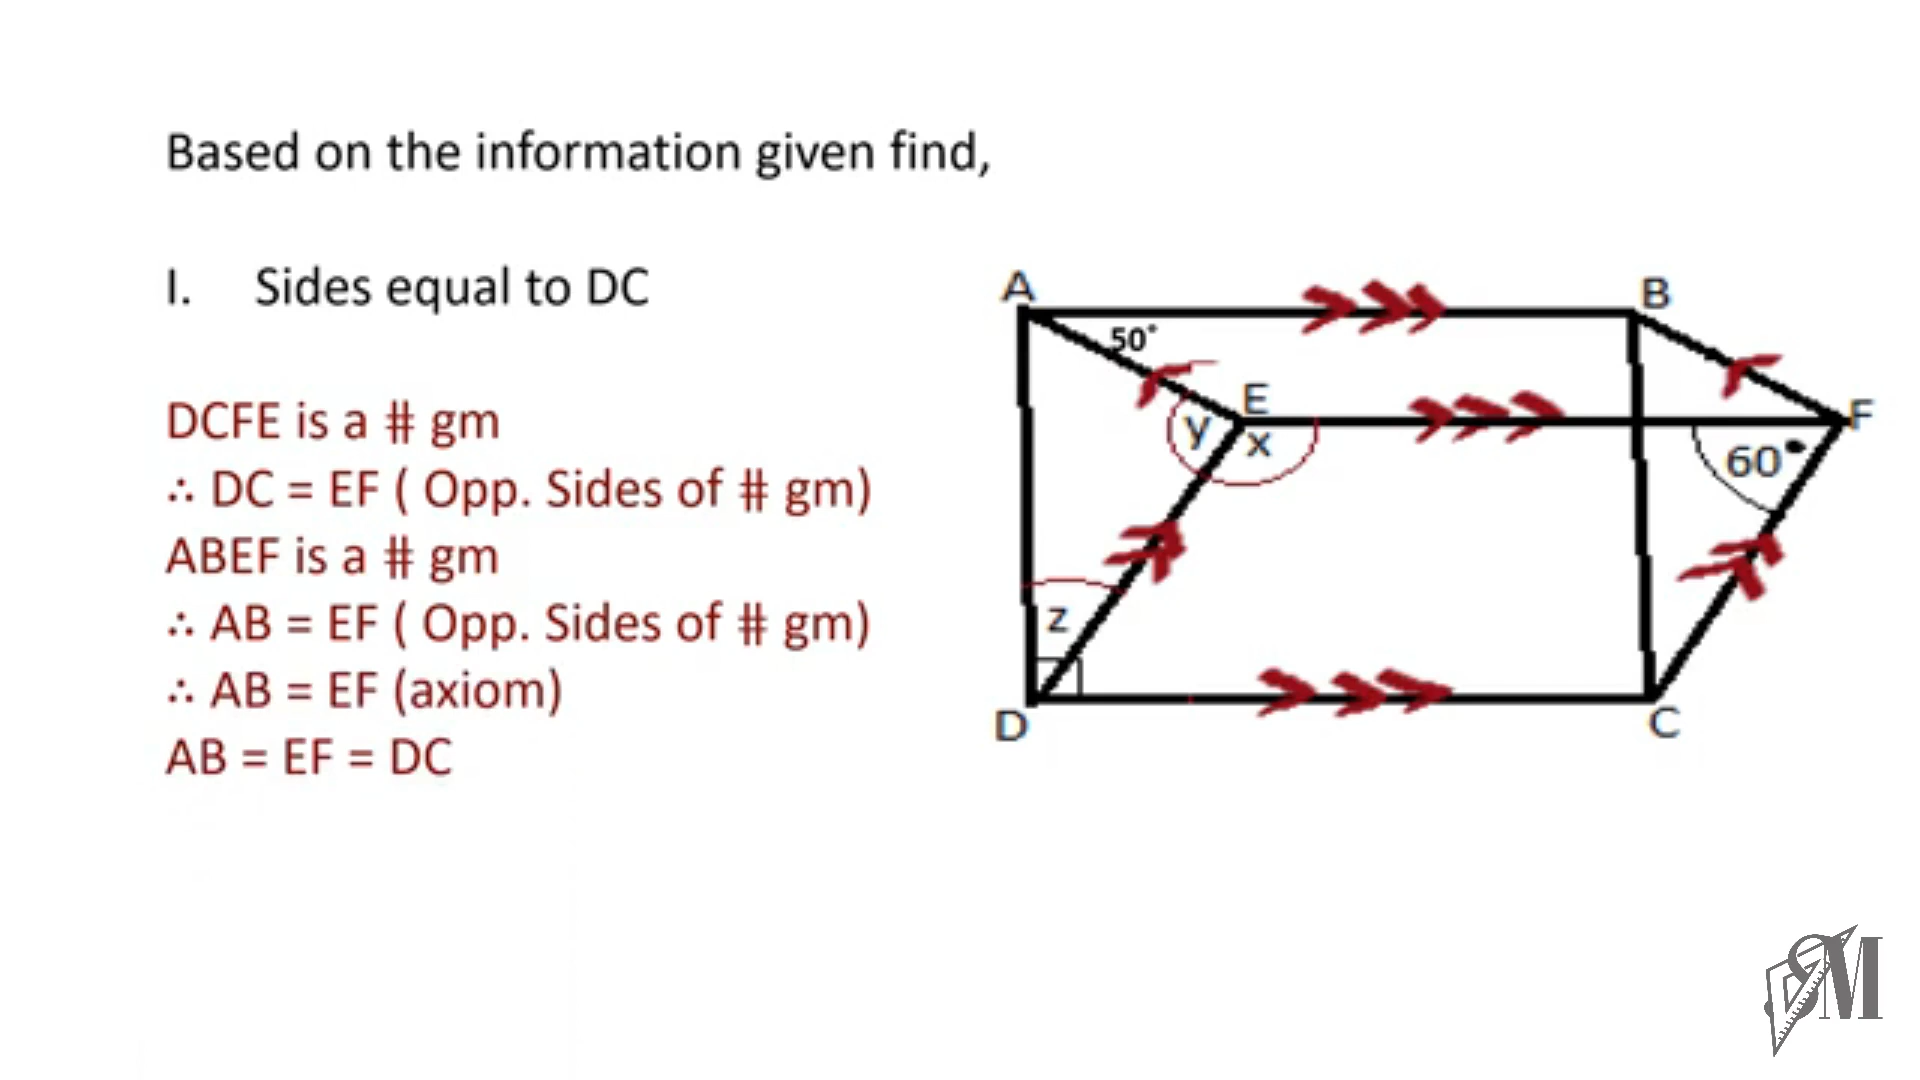 Based on the information given find,
I. Sides equal to DC
DCFE is a # gm
∴ DC = EF ( Opp. Sides of # gm)
ABEF is a # gm
∴ AB = EF ( Opp. Sides of # gm)
∴ AB = EF (axiom)
AB = EF = DC
A
B
50°
E
F
y
x
60°
z
D
C
SM